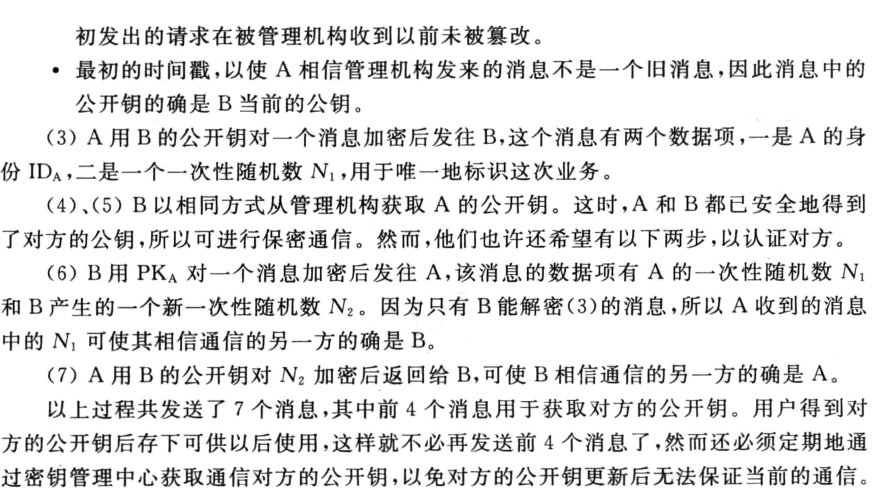 初发出的请求在被管理机构收到以前未被篡改。
• 最初的时间戳,以使 A 相信管理机构发来的消息不是一个旧消息,因此消息中的
公开钥的确是 B 当前的公钥。
(3) A 用 B 的公开钥对一个消息加密后发往 B,这个消息有两个数据项,一是 A 的身
份 IDA,二是一个一次性随机数 N1,用于唯一地标识这次业务。
(4)、(5) B 以相同方式从管理机构获取 A 的公开钥。这时,A 和 B 都已安全地得到
了对方的公钥,所以可进行保密通信。然而,他们也许还希望有以下两步,以认证对方。
(6) B 用 PKA 对一个消息加密后发往 A,该消息的数据项有 A 的一次性随机数 N1
和 B 产生的一个新一次性随机数 N2。因为只有 B 能解密(3)的消息,所以 A 收到的消息
中的 N1 可使其相信通信的另一方的确是 B。
(7) A 用 B 的公开钥对 N2 加密后返回给 B,可使 B 相信通信的另一方的确是 A。
以上过程共发送了 7 个消息,其中前 4 个消息用于获取对方的公开钥。用户得到对
方的公开钥后存下可供以后使用,这样就不必再发送前 4 个消息了,然而还必须定期地通
过密钥管理中心获取通信对方的公开钥,以免对方的公开钥更新后无法保证当前的通信。